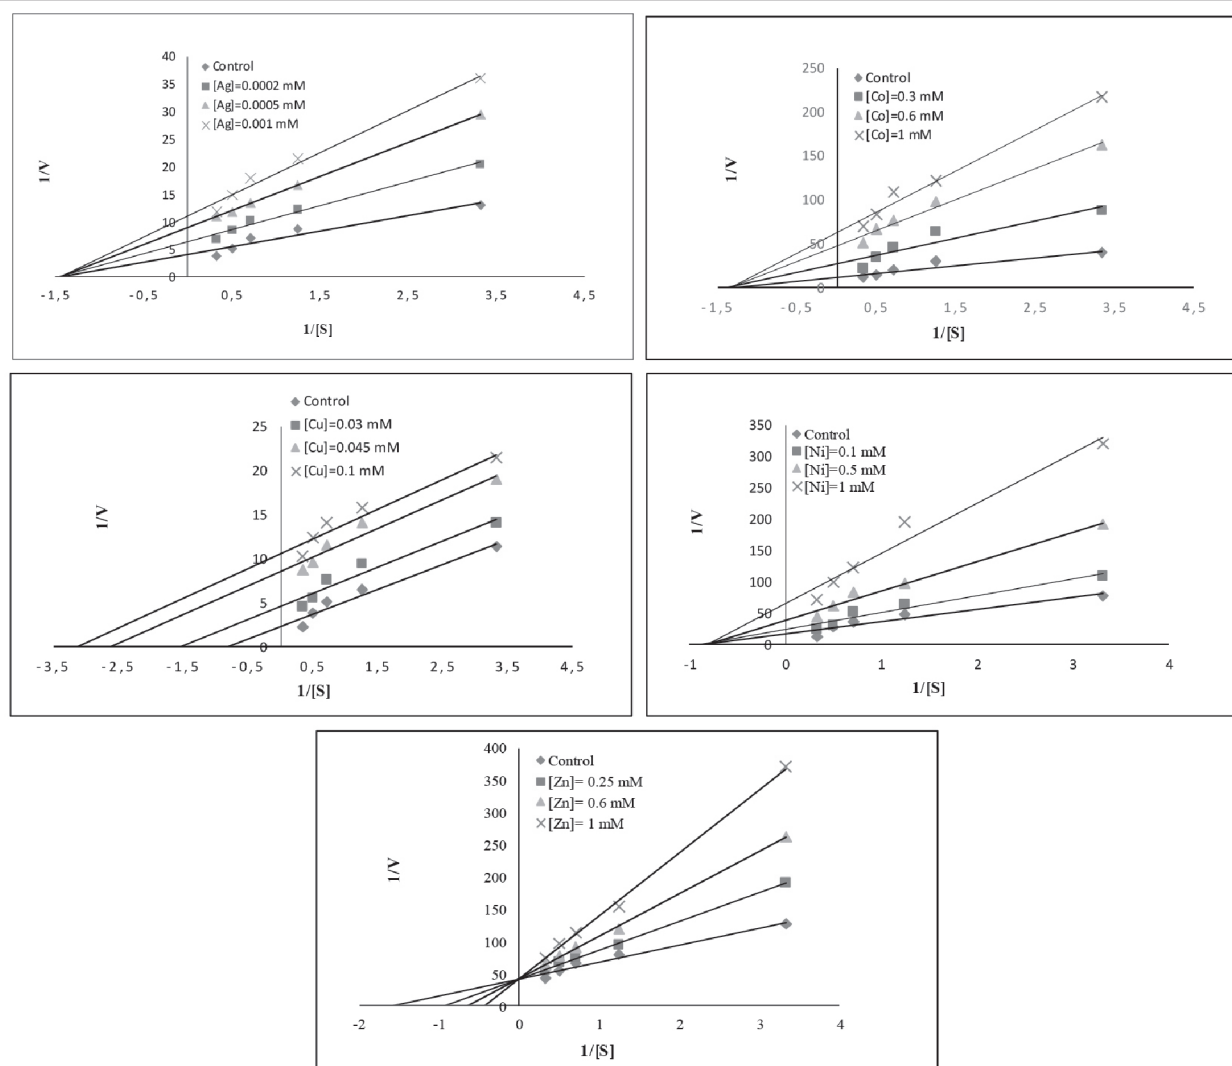 40
35
30
25
20
15
10
5
0
Control
[Ag]=0.0002 mM
[Ag]=0.0005 mM
[Ag]=0.001 mM
1/V
-1,5 -0,5 0,5 1,5 2,5 3,5 4,5
1/[S]
250
200
150
100
50
0
Control
[Co]=0.3 mM
[Co]=0.6 mM
[Co]=1 mM
1/V
-1,5 -0,5 0,5 1,5 2,5 3,5 4,5
1/[S]
25
20
15
10
5
0
Control
[Cu]=0.03 mM
[Cu]=0.045 mM
[Cu]=0.1 mM
1/V
-3,5 -2,5 -1,5 -0,5 0,5 1,5 2,5 3,5 4,5
1/[S]
350
300
250
200
150
100
50
0
Control
[Ni]=0.1 mM
[Ni]=0.5 mM
[Ni]=1 mM
1/V
-1 0 1 2 3 4
1/[S]
400
350
300
250
200
150
100
50
0
Control
[Zn]= 0.25 mM
[Zn]= 0.6 mM
[Zn]= 1 mM
1/V
-2 -1 0 1 2 3 4
1/[S]